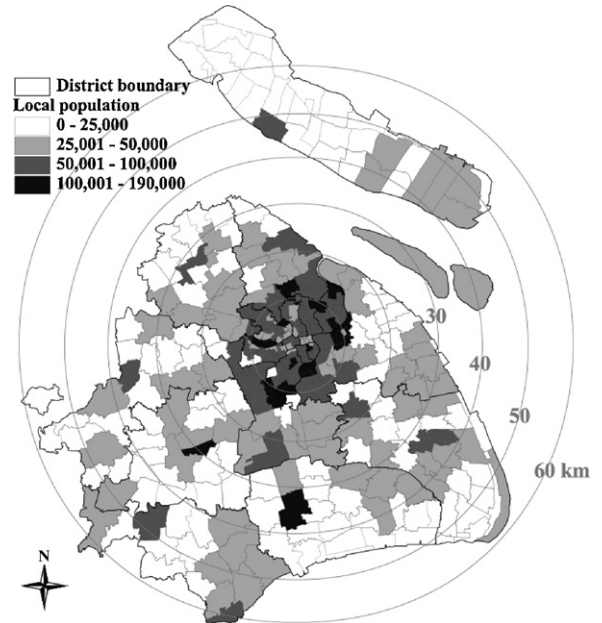 District boundary
Local population
0 - 25,000
25,001 - 50,000
50,001 - 100,000
100,001 - 190,000
30
40
50
60 km
N